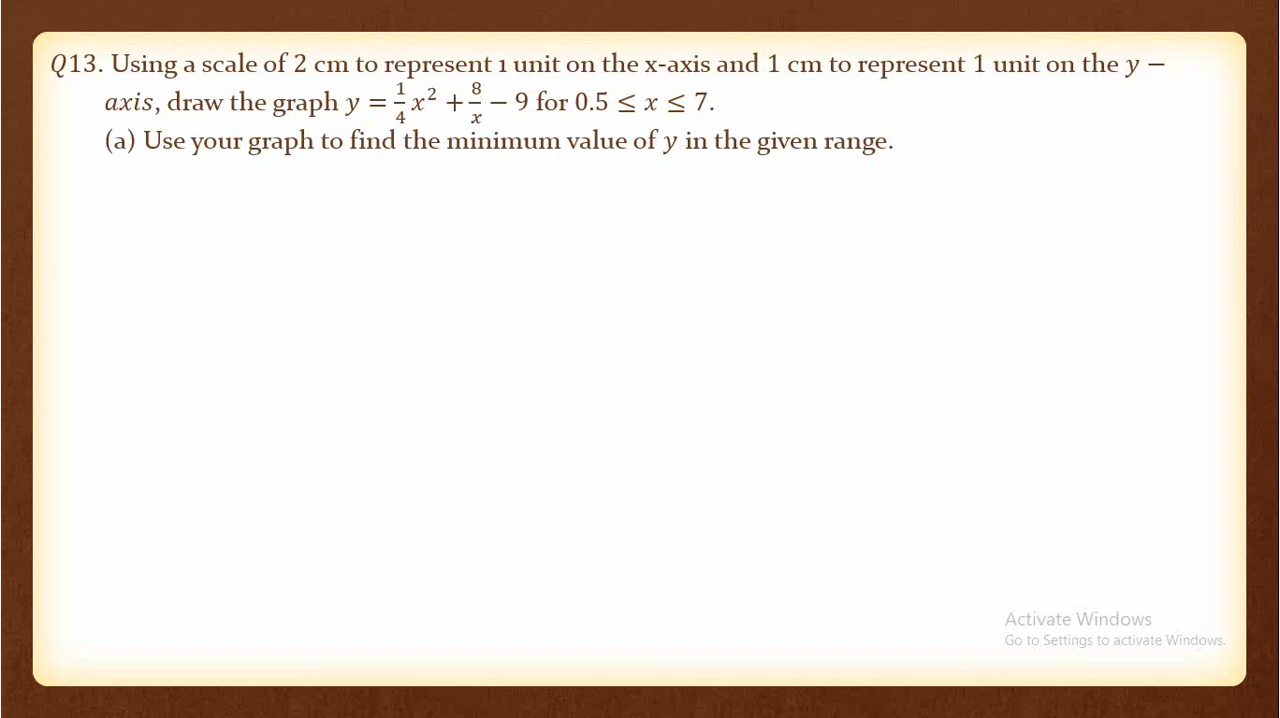 Q13. Using a scale of 2 cm to represent 1 unit on the x-axis and 1 cm to represent 1 unit on the y −
axis, draw the graph y = 1/4 x² + 8/x − 9 for 0.5 ≤ x ≤ 7.
(a) Use your graph to find the minimum value of y in the given range.
Activate Windows
Go to Settings to activate Windows.